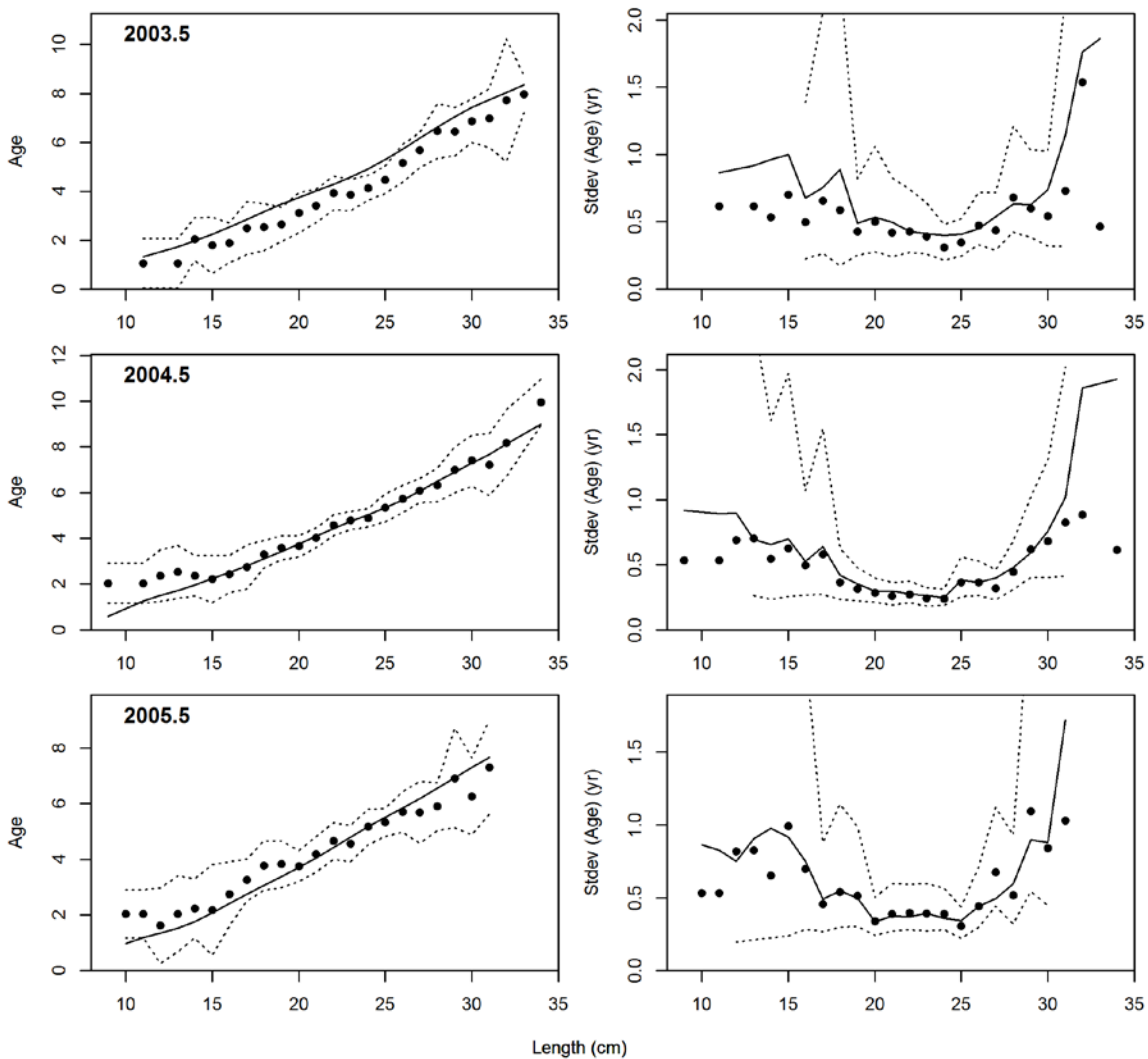 2003.5
Age
0 2 4 6 8 10
10 15 20 25 30 35
Stdev (Age) (yr)
0.0 0.5 1.0 1.5 2.0
10 15 20 25 30 35
2004.5
Age
0 2 4 6 8 10 12
10 15 20 25 30 35
Stdev (Age) (yr)
0.0 0.5 1.0 1.5 2.0
10 15 20 25 30 35
2005.5
Age
0 2 4 6 8
10 15 20 25 30 35
Stdev (Age) (yr)
0.0 0.5 1.0 1.5
10 15 20 25 30 35
Length (cm)